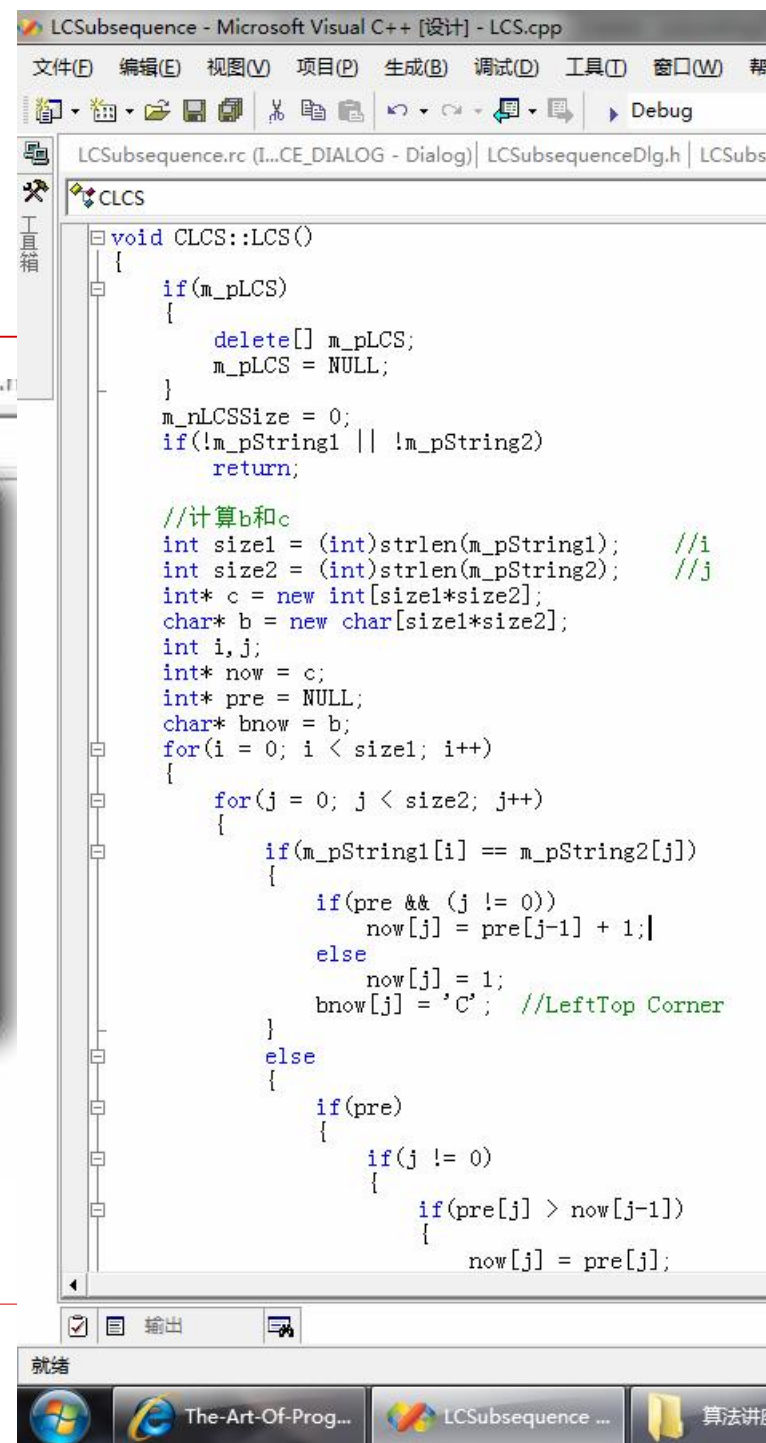 LCSubsequence - Microsoft Visual C++ [设计] - LCS.cpp
文件(F) 编辑(E) 视图(V) 项目(P) 生成(B) 调试(D) 工具(T) 窗口(W) 帮
Debug
LCSubsequence.rc (I...CE_DIALOG - Dialog) LCSubsequenceDlg.h LCSubs
CLCS
工具箱
void CLCS::LCS()
{
if(m_pLCS)
{
delete[] m_pLCS;
m_pLCS = NULL;
}
m_nLCSSize = 0;
if(!m_pString1 || !m_pString2)
return;
//计算b和c
int size1 = (int)strlen(m_pString1); //i
int size2 = (int)strlen(m_pString2); //j
int* c = new int[size1*size2];
char* b = new char[size1*size2];
int i,j;
int* now = c;
int* pre = NULL;
char* bnow = b;
for(i = 0; i < size1; i++)
{
for(j = 0; j < size2; j++)
{
if(m_pString1[i] == m_pString2[j])
{
if(pre && (j != 0))
now[j] = pre[j-1] + 1;
else
now[j] = 1;
bnow[j] = 'C'; //LeftTop Corner
}
else
{
if(pre)
{
if(j != 0)
{
if(pre[j] > now[j-1])
{
now[j] = pre[j];
输出
就绪
The-Art-Of-Prog... LCSubsequence ... 算法讲座